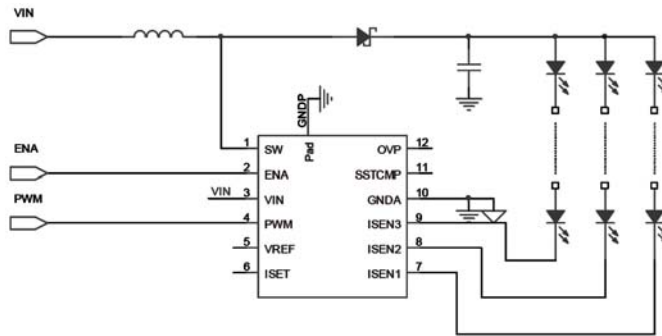 VIN
GNDP
Pad
ENA
PWM
VIN
1 SW OVP 12
2 ENA SSTCMP 11
3 VIN GNDA 10
4 PWM ISEN3 9
5 VREF ISEN2 8
6 ISET ISEN1 7